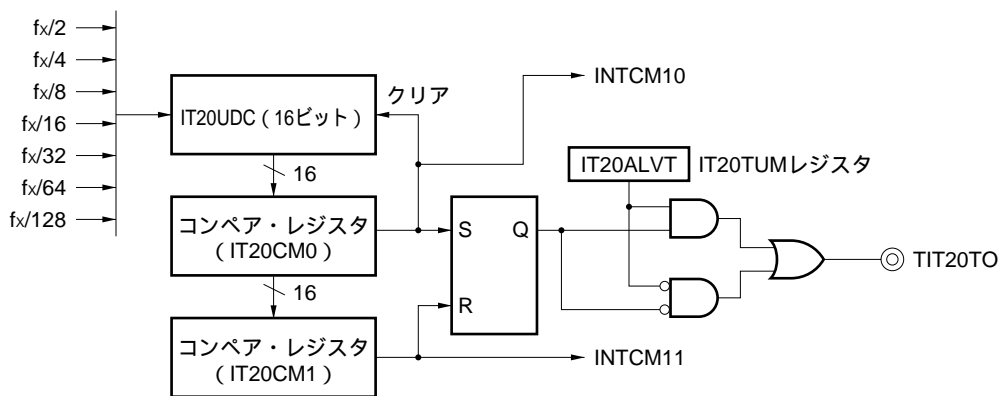 fx/2
fx/4
fx/8
fx/16
fx/32
fx/64
fx/128
IT20UDC（16ビット）
クリア
INTCM10
16
IT20ALVT
IT20TUMレジスタ
コンペア・レジスタ
（IT20CM0）
S
Q
R
TIT20TO
16
コンペア・レジスタ
（IT20CM1）
INTCM11